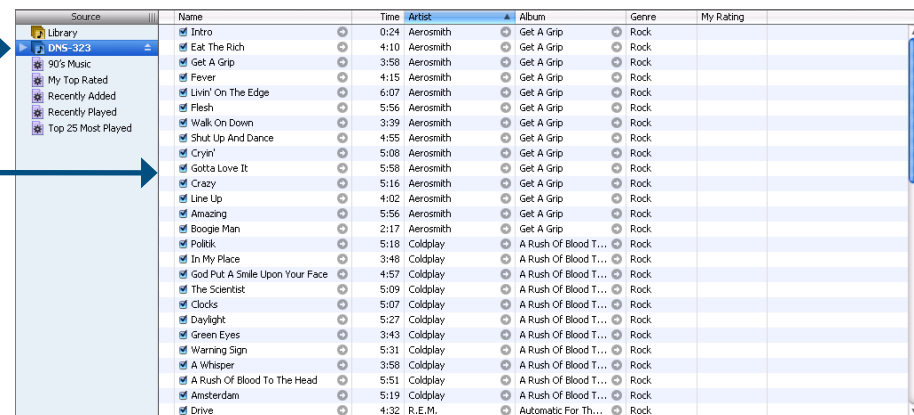 Source Name Time Artist Album Genre My Rating
Library Intro 0:24 Aerosmith Get A Grip Rock
DNS-323 Eat The Rich 4:10 Aerosmith Get A Grip Rock
90's Music Get A Grip 3:58 Aerosmith Get A Grip Rock
My Top Rated Fever 4:15 Aerosmith Get A Grip Rock
Recently Added Livin' On The Edge 6:07 Aerosmith Get A Grip Rock
Recently Played Flesh 5:56 Aerosmith Get A Grip Rock
Top 25 Most Played Walk On Down 3:39 Aerosmith Get A Grip Rock
Shut Up And Dance 4:55 Aerosmith Get A Grip Rock
Cryin' 5:08 Aerosmith Get A Grip Rock
Gotta Love It 5:58 Aerosmith Get A Grip Rock
Crazy 5:16 Aerosmith Get A Grip Rock
Line Up 4:02 Aerosmith Get A Grip Rock
Amazing 5:56 Aerosmith Get A Grip Rock
Boogie Man 2:17 Aerosmith Get A Grip Rock
Politik 5:18 Coldplay A Rush Of Blood T... Rock
In My Place 3:48 Coldplay A Rush Of Blood T... Rock
God Put A Smile Upon Your Face 4:57 Coldplay A Rush Of Blood T... Rock
The Scientist 5:09 Coldplay A Rush Of Blood T... Rock
Clocks 5:07 Coldplay A Rush Of Blood T... Rock
Daylight 5:27 Coldplay A Rush Of Blood T... Rock
Green Eyes 3:43 Coldplay A Rush Of Blood T... Rock
Warning Sign 5:31 Coldplay A Rush Of Blood T... Rock
A Whisper 3:58 Coldplay A Rush Of Blood T... Rock
A Rush Of Blood To The Head 5:51 Coldplay A Rush Of Blood T... Rock
Amsterdam 5:19 Coldplay A Rush Of Blood T... Rock
Drive 4:32 R.E.M. Automatic For Th... Rock